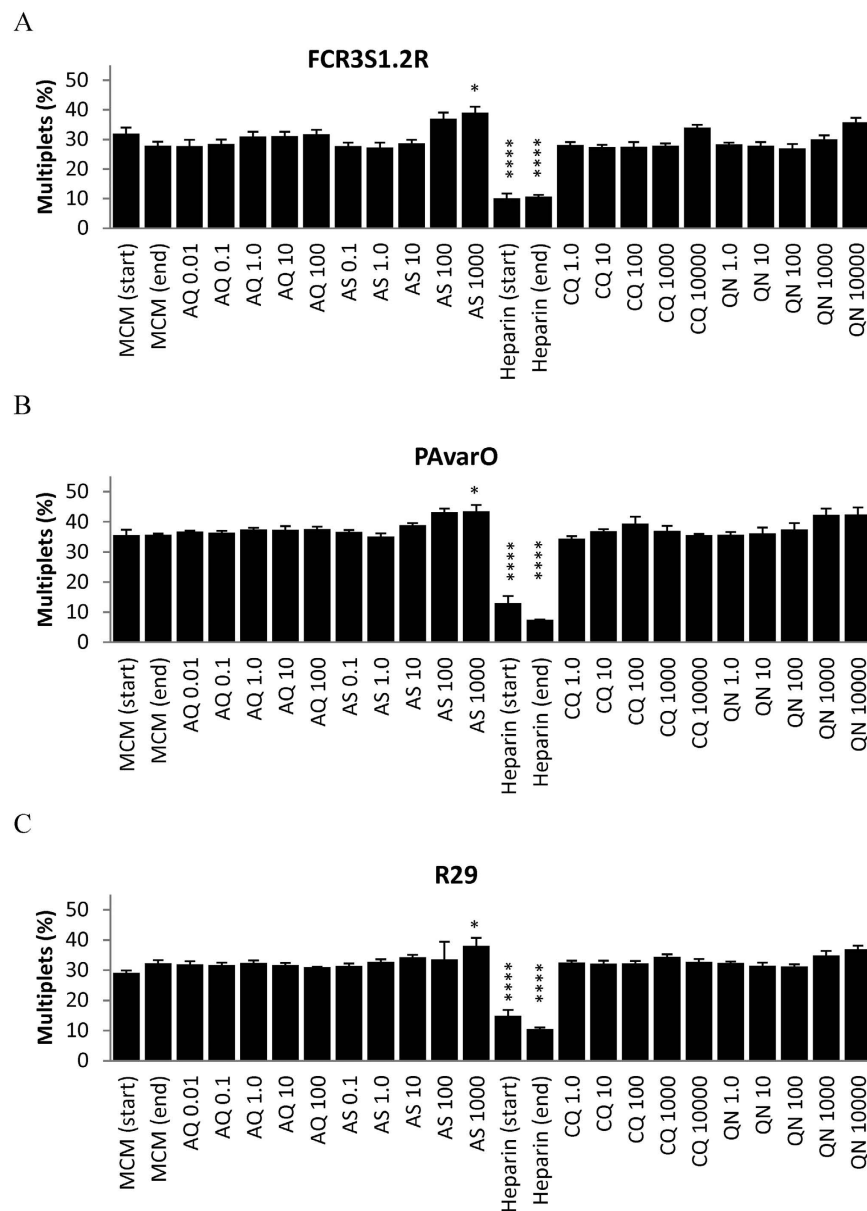 A
FCR3S1.2R
Multiplets (%)
50
40
30
20
10
0
*
****
****
MCM (start)
MCM (end)
AQ 0.01
AQ 0.1
AQ 1.0
AQ 10
AQ 100
AS 0.1
AS 1.0
AS 10
AS 100
AS 1000
Heparin (start)
Heparin (end)
CQ 1.0
CQ 10
CQ 100
CQ 1000
CQ 10000
QN 1.0
QN 10
QN 100
QN 1000
QN 10000
B
PAvarO
Multiplets (%)
50
40
30
20
10
0
*
****
****
MCM (start)
MCM (end)
AQ 0.01
AQ 0.1
AQ 1.0
AQ 10
AQ 100
AS 0.1
AS 1.0
AS 10
AS 100
AS 1000
Heparin (start)
Heparin (end)
CQ 1.0
CQ 10
CQ 100
CQ 1000
CQ 10000
QN 1.0
QN 10
QN 100
QN 1000
QN 10000
C
R29
Multiplets (%)
50
40
30
20
10
0
*
****
****
MCM (start)
MCM (end)
AQ 0.01
AQ 0.1
AQ 1.0
AQ 10
AQ 100
AS 0.1
AS 1.0
AS 10
AS 100
AS 1000
Heparin (start)
Heparin (end)
CQ 1.0
CQ 10
CQ 100
CQ 1000
CQ 10000
QN 1.0
QN 10
QN 100
QN 1000
QN 10000